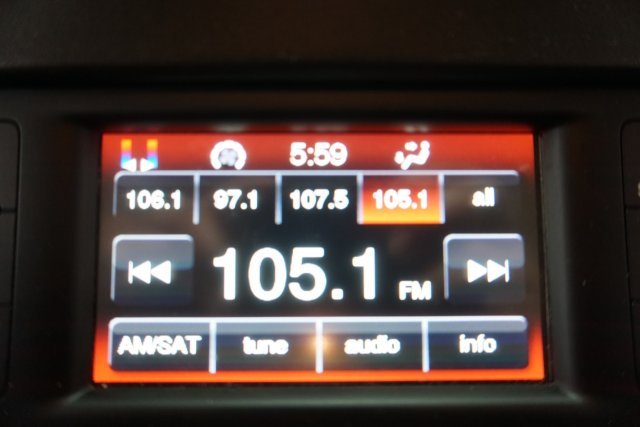 5:59
106.1 97.1 107.5 105.1 all
105.1 FM
AM/SAT tune audio info